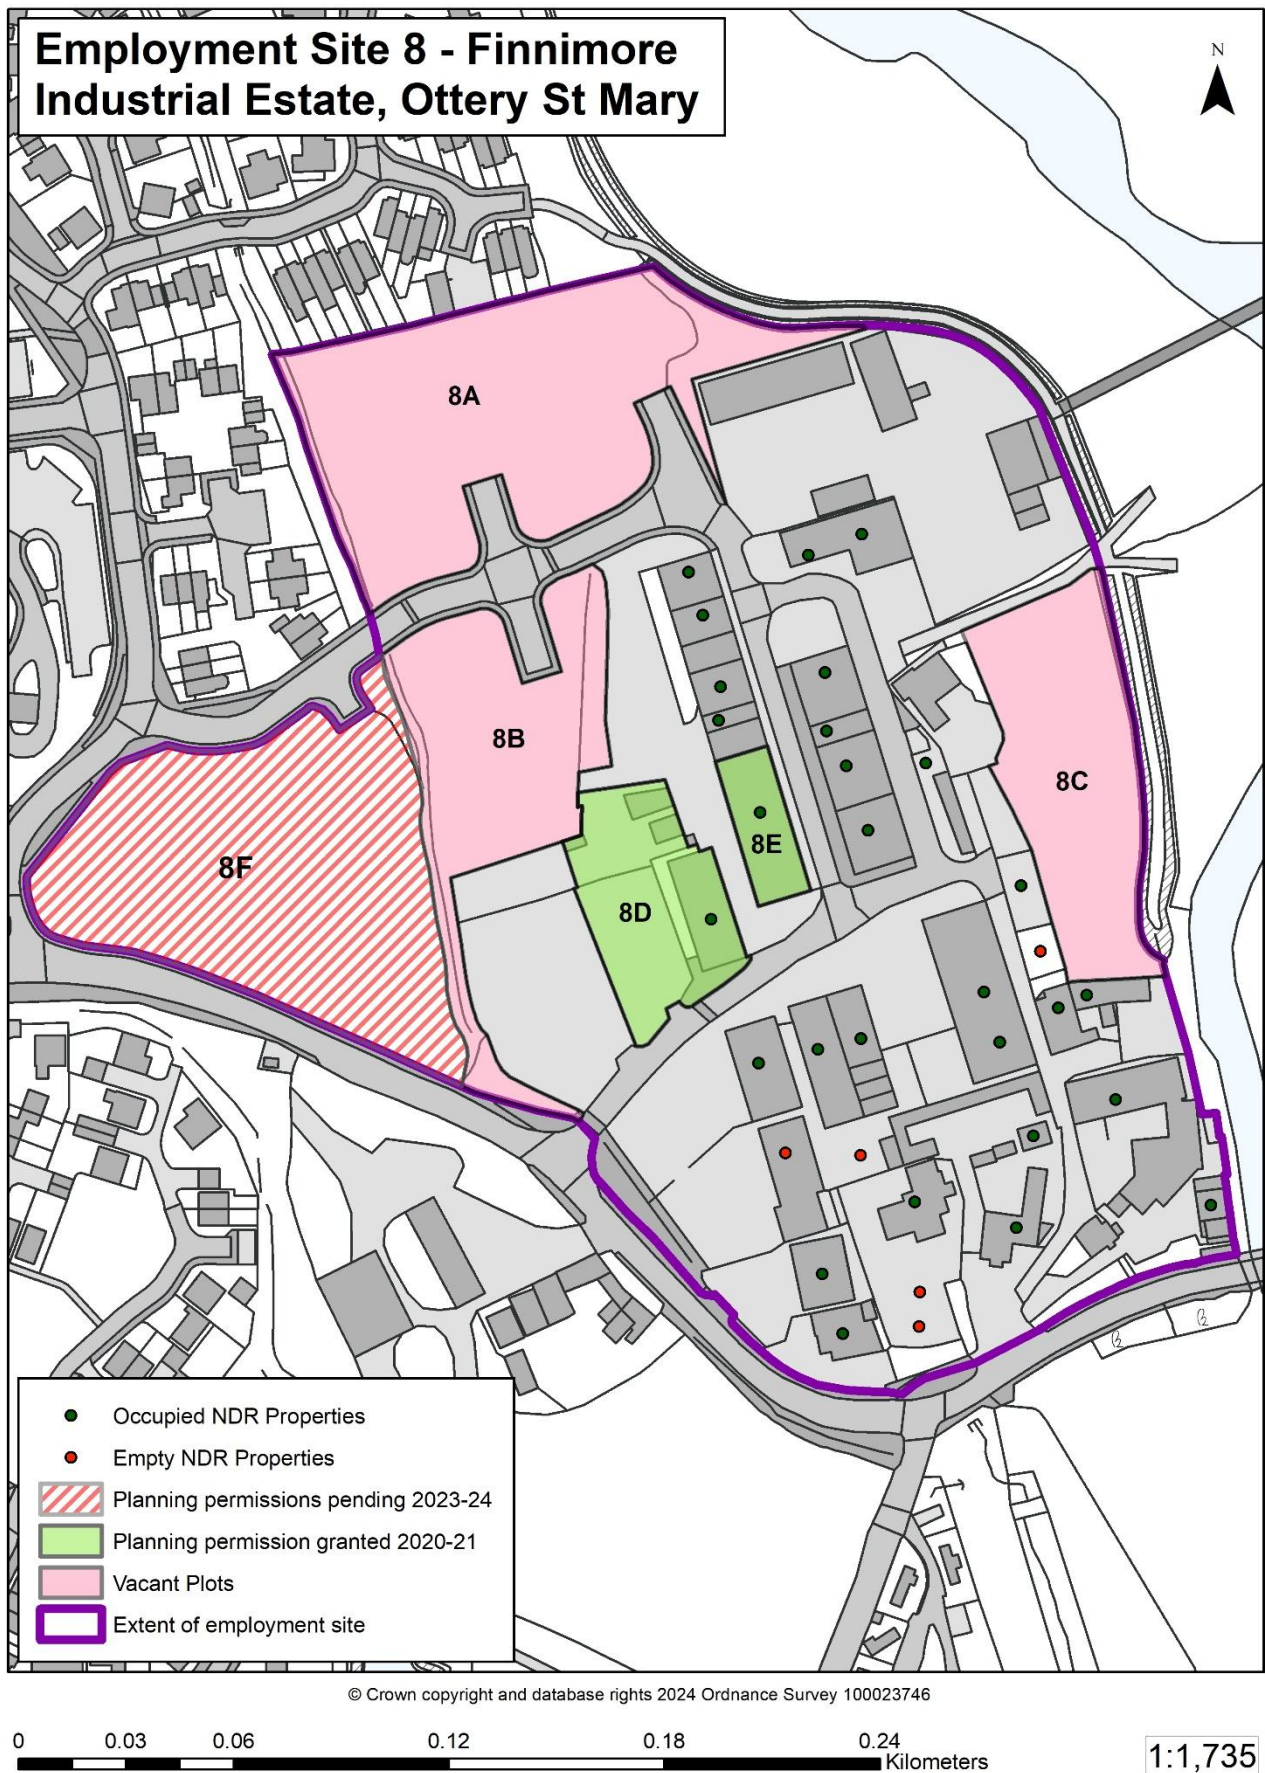 Employment Site 8 - Finnimore
Industrial Estate, Ottery St Mary
N
8A
8B
8C
8F
8E
8D
Occupied NDR Properties
Empty NDR Properties
Planning permissions pending 2023-24
Planning permission granted 2020-21
Vacant Plots
Extent of employment site
© Crown copyright and database rights 2024 Ordnance Survey 100023746
0 0.03 0.06 0.12 0.18 0.24
Kilometers
1:1,735